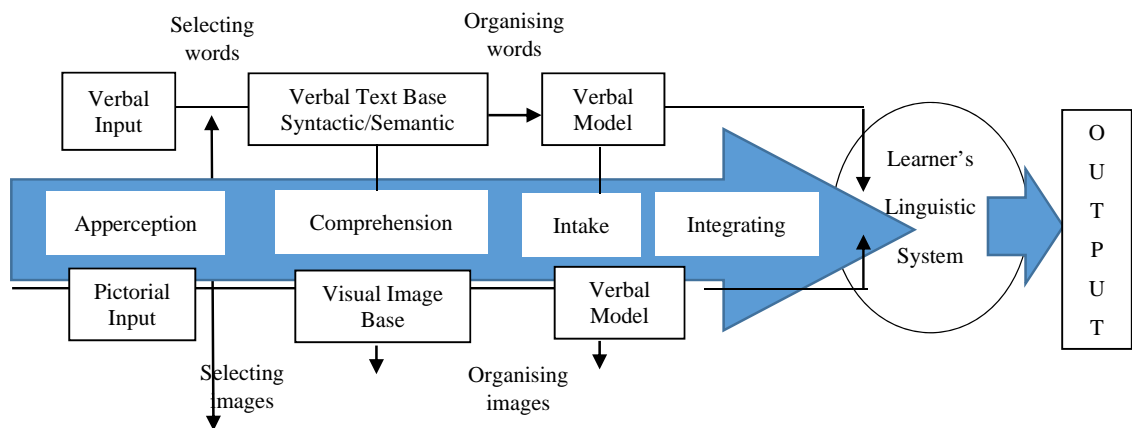 Selecting
words
Organising
words
Verbal
Input
Verbal Text Base
Syntactic/Semantic
Verbal
Model
Apperception
Comprehension
Intake
Integrating
Learner's
Linguistic
System
O
U
T
P
U
T
Pictorial
Input
Visual Image
Base
Verbal
Model
Selecting
images
Organising
images